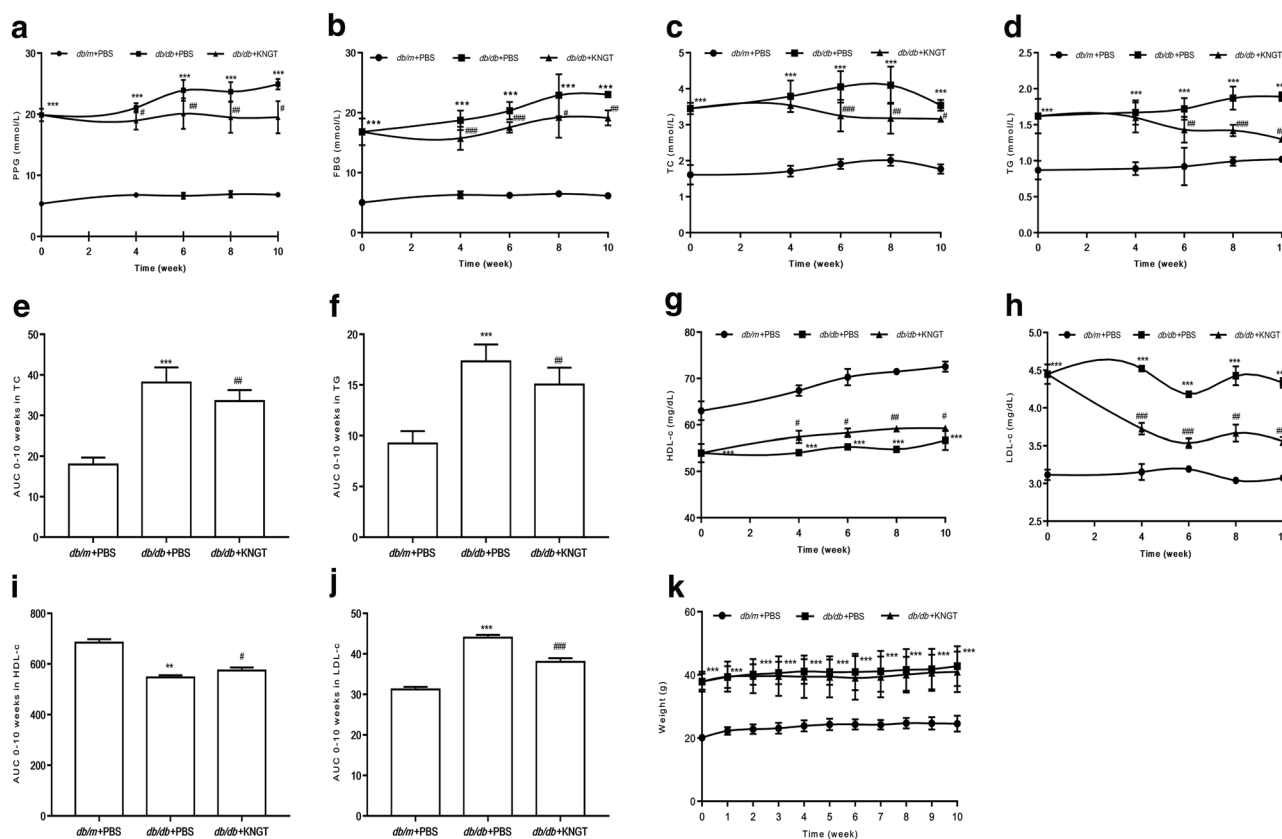 a
db/m+PBS db/db+PBS db/db+KNGT
30
20
10
0
PPG (mmol/L)
*** *** *** *** ***
# ## ## #
0 2 4 6 8 10
Time (week)
b
db/m+PBS db/db+PBS db/db+KNGT
30
25
20
15
10
5
0
FBG (mmol/L)
*** *** *** *** ***
### ### # ##
0 2 4 6 8 10
Time (week)
c
db/m+PBS db/db+PBS db/db+KNGT
5
4
3
2
1
0
TC (mmol/L)
*** *** *** *** ***
### ## #
0 2 4 6 8 10
Time (week)
d
db/m+PBS db/db+PBS db/db+KNGT
2.5
2.0
1.5
1.0
0.5
0.0
TG (mmol/L)
*** *** *** ***
## ###
0 2 4 6 8
Time (week)
e
50
40
30
20
10
0
AUC 0-10 weeks in TC
***
##
db/m+PBS db/db+PBS db/db+KNGT
f
20
15
10
5
0
AUC 0-10 weeks in TG
***
##
db/m+PBS db/db+PBS db/db+KNGT
g
db/m+PBS db/db+PBS db/db+KNGT
80
70
60
50
40
HDL-c (mg/dL)
# # ## #
*** *** *** *** ***
0 2 4 6 8 10
Time (week)
h
db/m+PBS db/db+PBS db/db+KNGT
5.0
4.5
4.0
3.5
3.0
2.5
LDL-c (mg/dL)
*** *** *** ***
### ### ##
0 2 4 6 8
Time (week)
i
800
600
400
200
0
AUC 0-10 weeks in HDL-c
**
#
db/m+PBS db/db+PBS db/db+KNGT
j
50
40
30
20
10
0
AUC 0-10 weeks in LDL-c
***
###
db/m+PBS db/db+PBS db/db+KNGT
k
db/m+PBS db/db+PBS db/db+KNGT
60
40
20
0
Weight (g)
*** *** *** *** *** *** *** *** *** *** ***
0 1 2 3 4 5 6 7 8 9 10
Time (week)